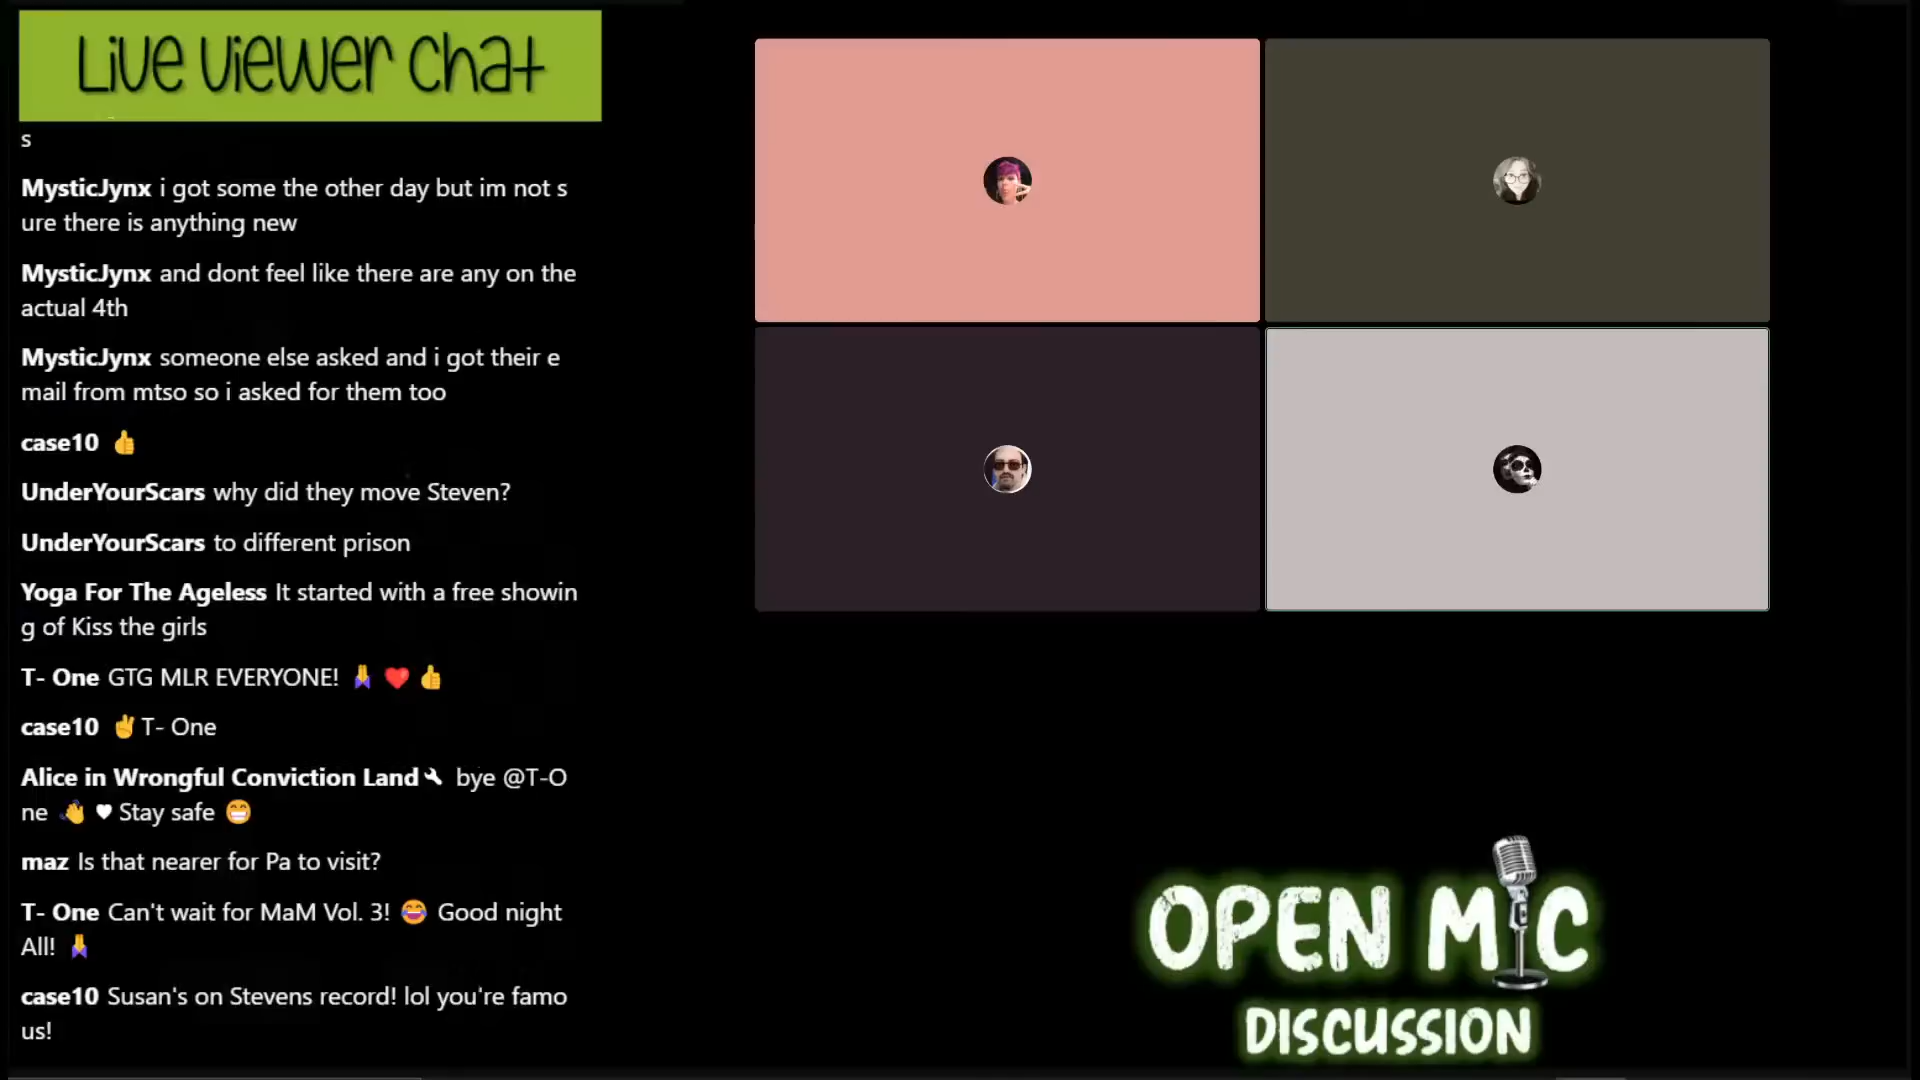 Live Viewer Chat
s
MysticJynx i got some the other day but im not s
ure there is anything new
MysticJynx and dont feel like there are any on the
actual 4th
MysticJynx someone else asked and i got their e
mail from mtso so i asked for them too
case10 👍
UnderYourScars why did they move Steven?
UnderYourScars to different prison
Yoga For The Ageless It started with a free showin
g of Kiss the girls
T- One GTG MLR EVERYONE! 🙏 ❤️ 👍
case10 ✌️T- One
Alice in Wrongful Conviction Land🔧 bye @T-O
ne 👋 ♥ Stay safe 😁
maz Is that nearer for Pa to visit?
T- One Can't wait for MaM Vol. 3! 😂 Good night
All! 🙏
case10 Susan's on Stevens record! lol you're famo
us!
OPEN MIC
DISCUSSION